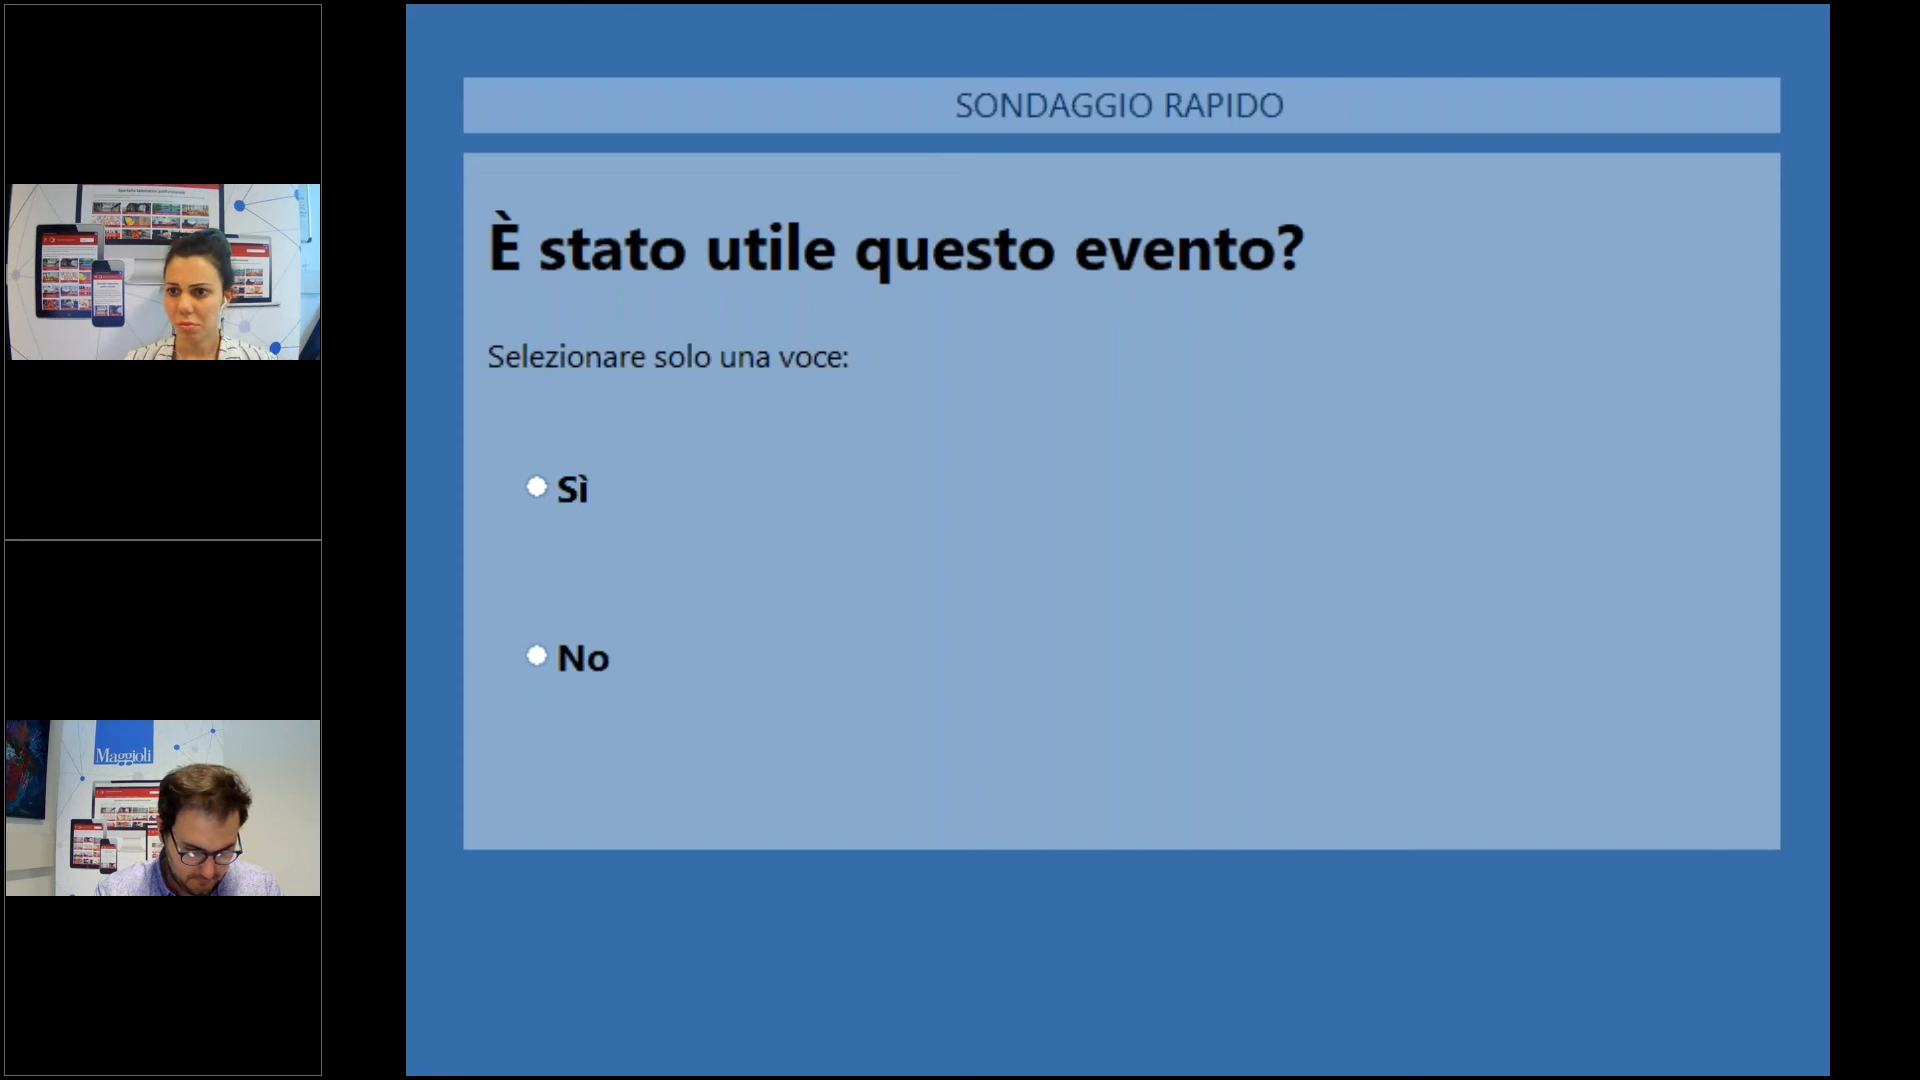 SONDAGGIO RAPIDO
È stato utile questo evento?
Selezionare solo una voce:
Sì
No
Maggioli